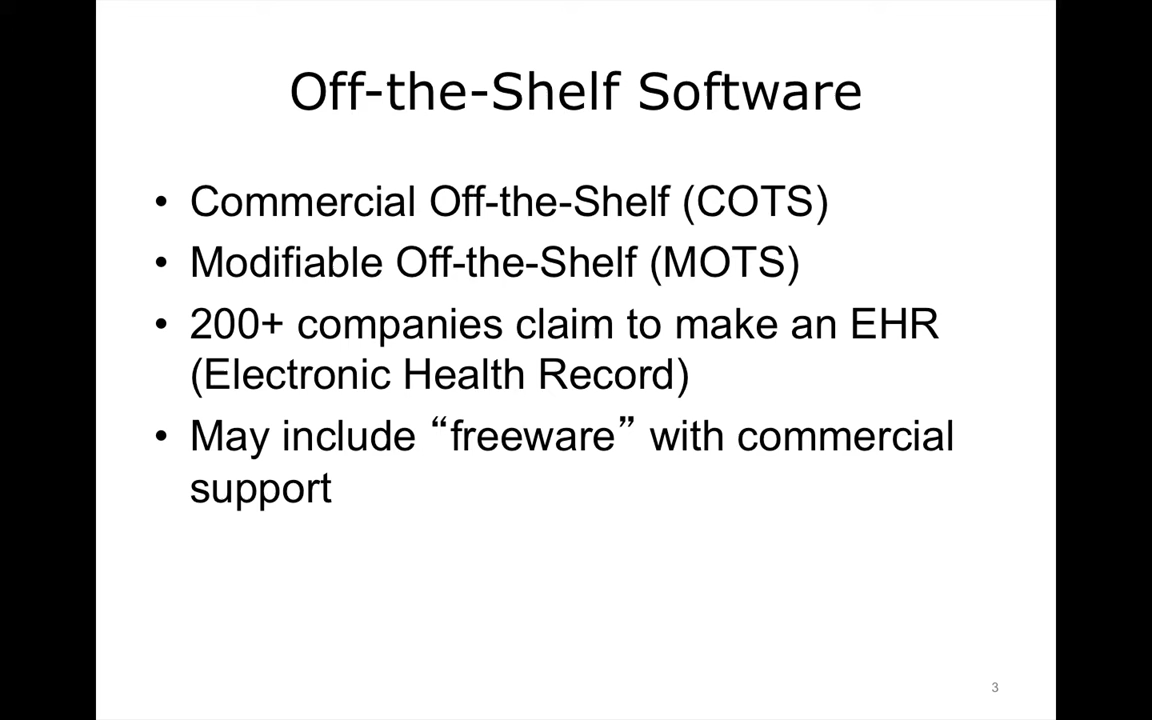 Off-the-Shelf Software
• Commercial Off-the-Shelf (COTS)
• Modifiable Off-the-Shelf (MOTS)
• 200+ companies claim to make an EHR
(Electronic Health Record)
• May include “freeware” with commercial
support
3